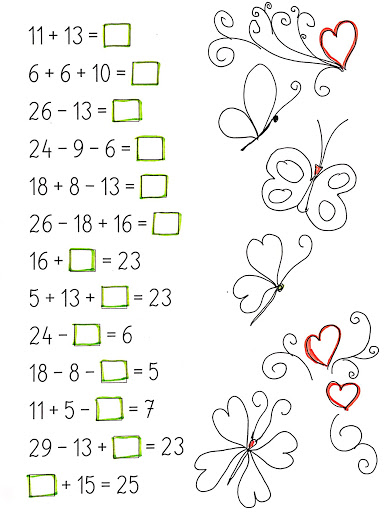 11 + 13 = □
6 + 6 + 10 = □
26 − 13 = □
24 − 9 − 6 = □
18 + 8 − 13 = □
26 − 18 + 16 = □
16 + □ = 23
5 + 13 + □ = 23
24 − □ = 6
18 − 8 − □ = 5
11 + 5 − □ = 7
29 − 13 + □ = 23
□ + 15 = 25